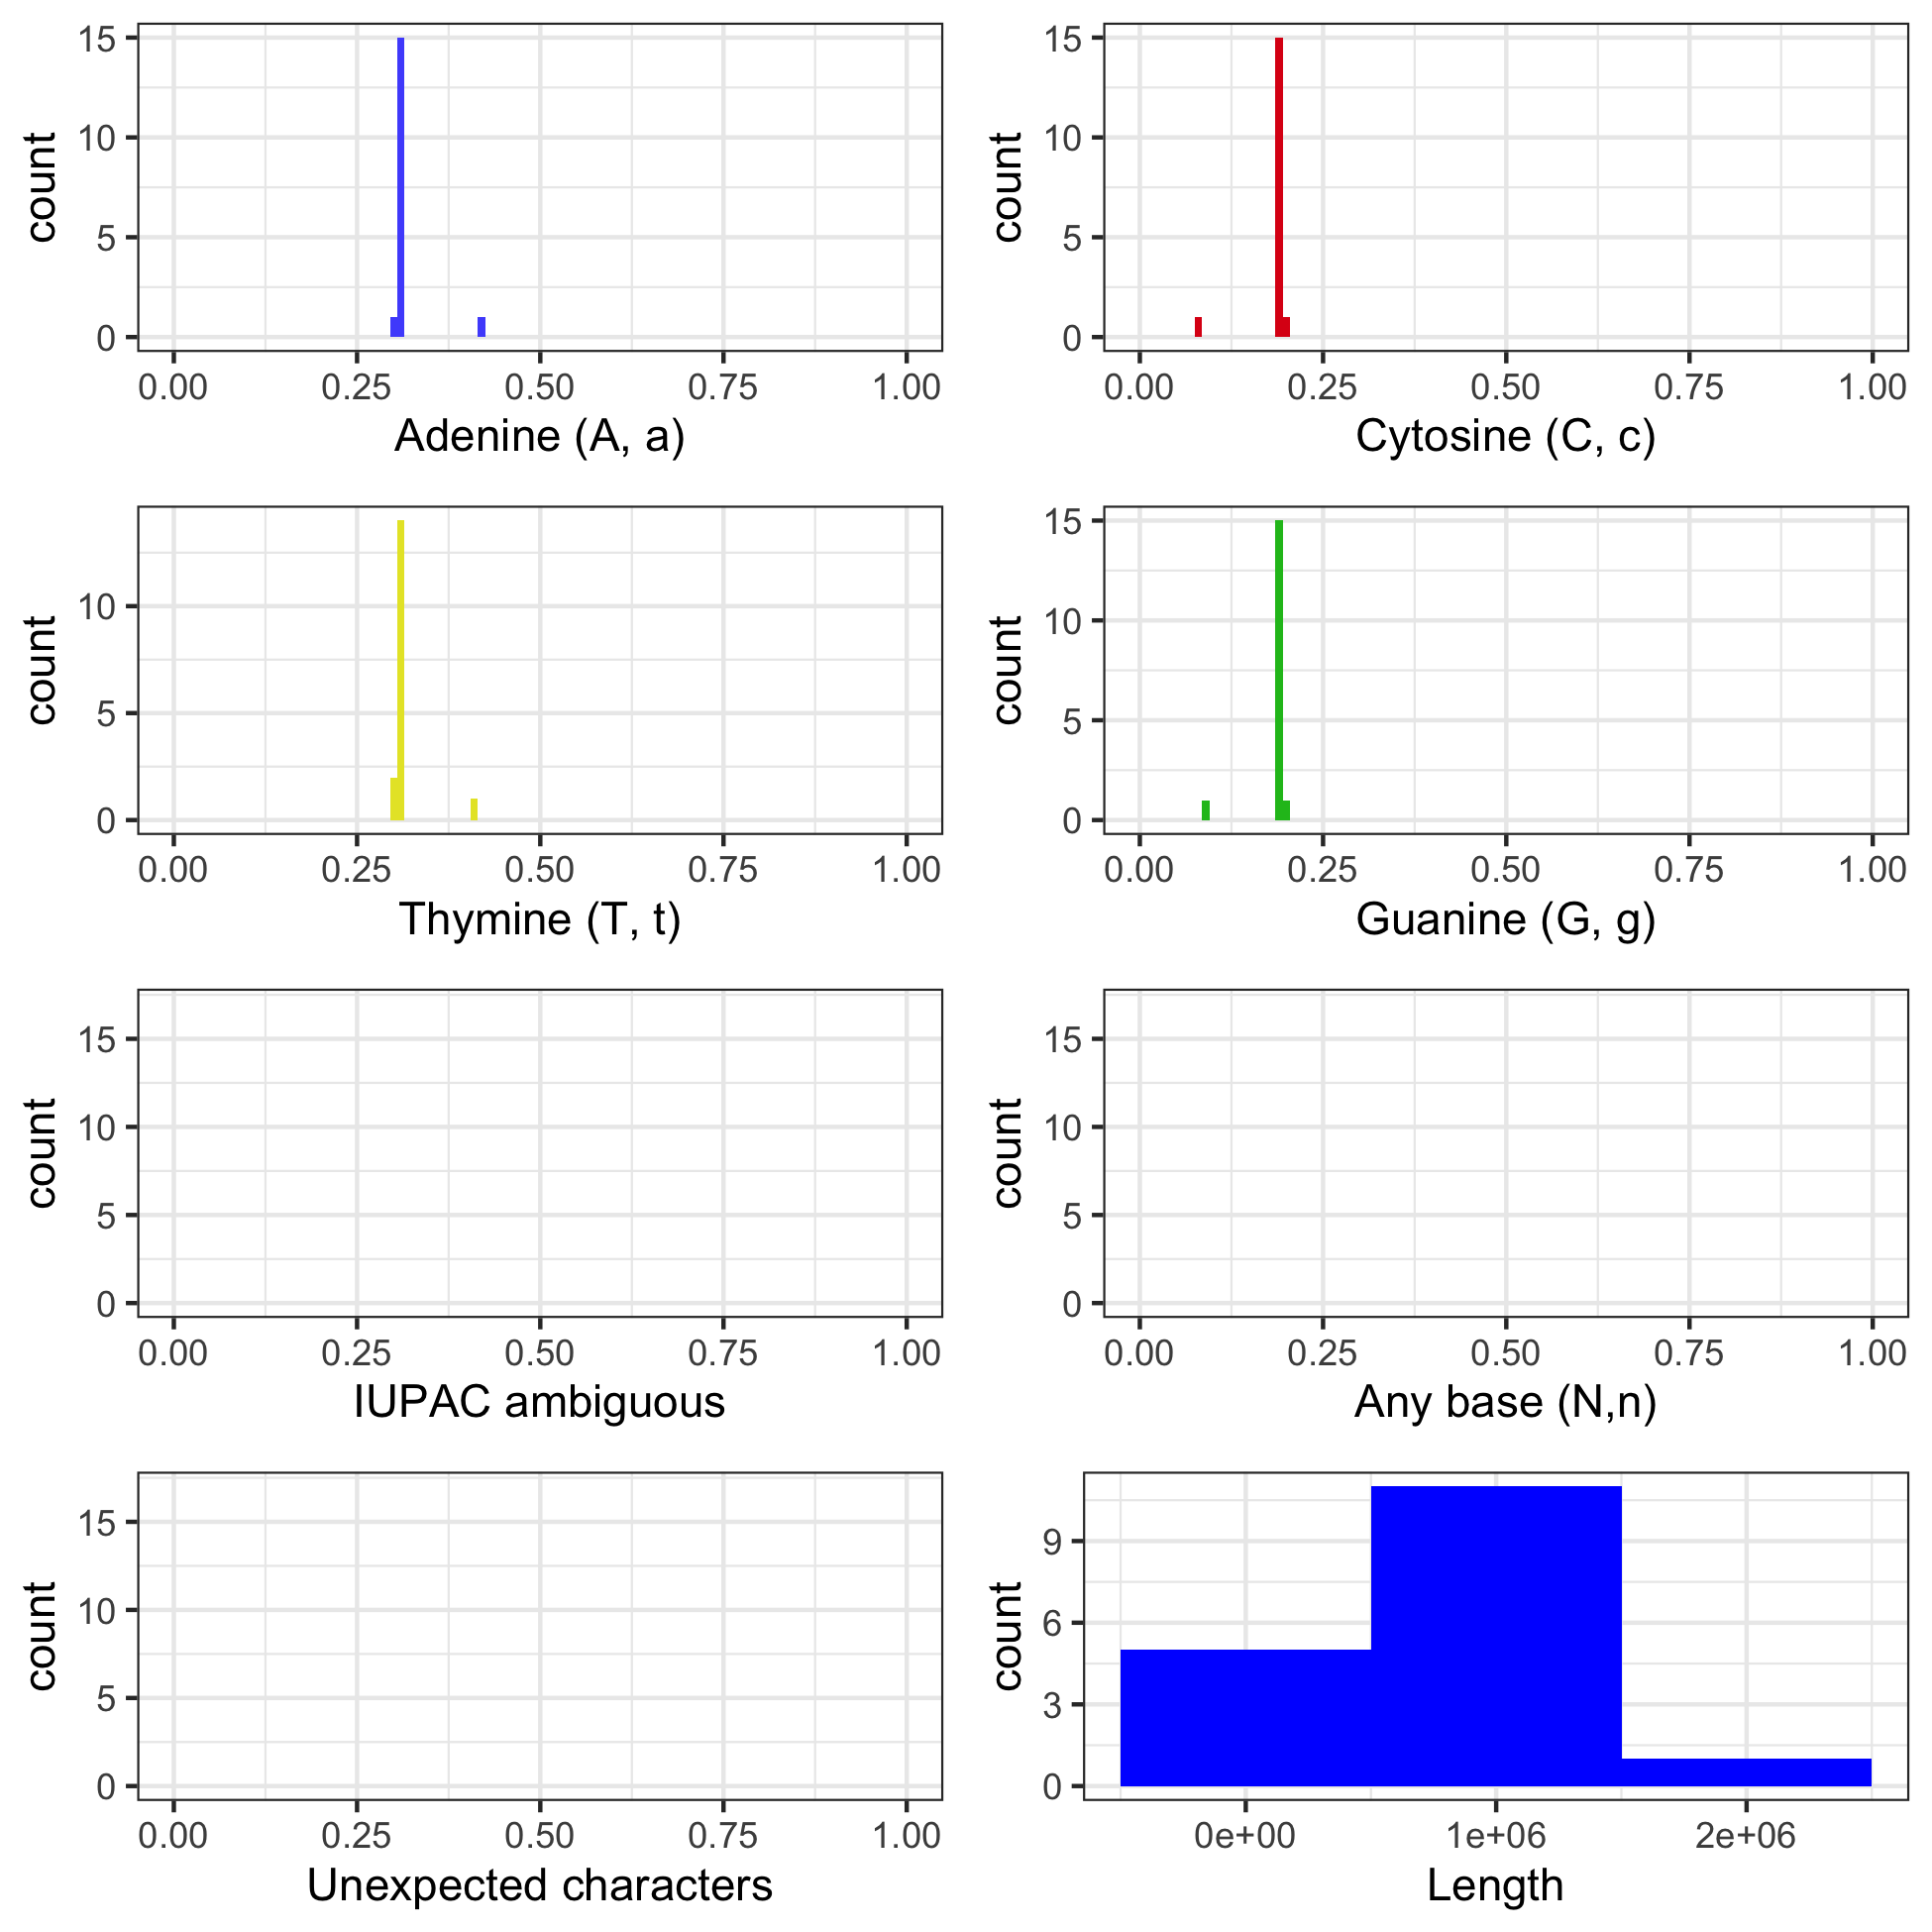 count
15
10
5
0
0.00 0.25 0.50 0.75 1.00
Adenine (A, a)
count
15
10
5
0
0.00 0.25 0.50 0.75 1.00
Cytosine (C, c)
count
10
5
0
0.00 0.25 0.50 0.75 1.00
Thymine (T, t)
count
15
10
5
0
0.00 0.25 0.50 0.75 1.00
Guanine (G, g)
count
15
10
5
0
0.00 0.25 0.50 0.75 1.00
IUPAC ambiguous
count
15
10
5
0
0.00 0.25 0.50 0.75 1.00
Any base (N,n)
count
15
10
5
0
0.00 0.25 0.50 0.75 1.00
Unexpected characters
count
9
6
3
0
0e+00 1e+06 2e+06
Length